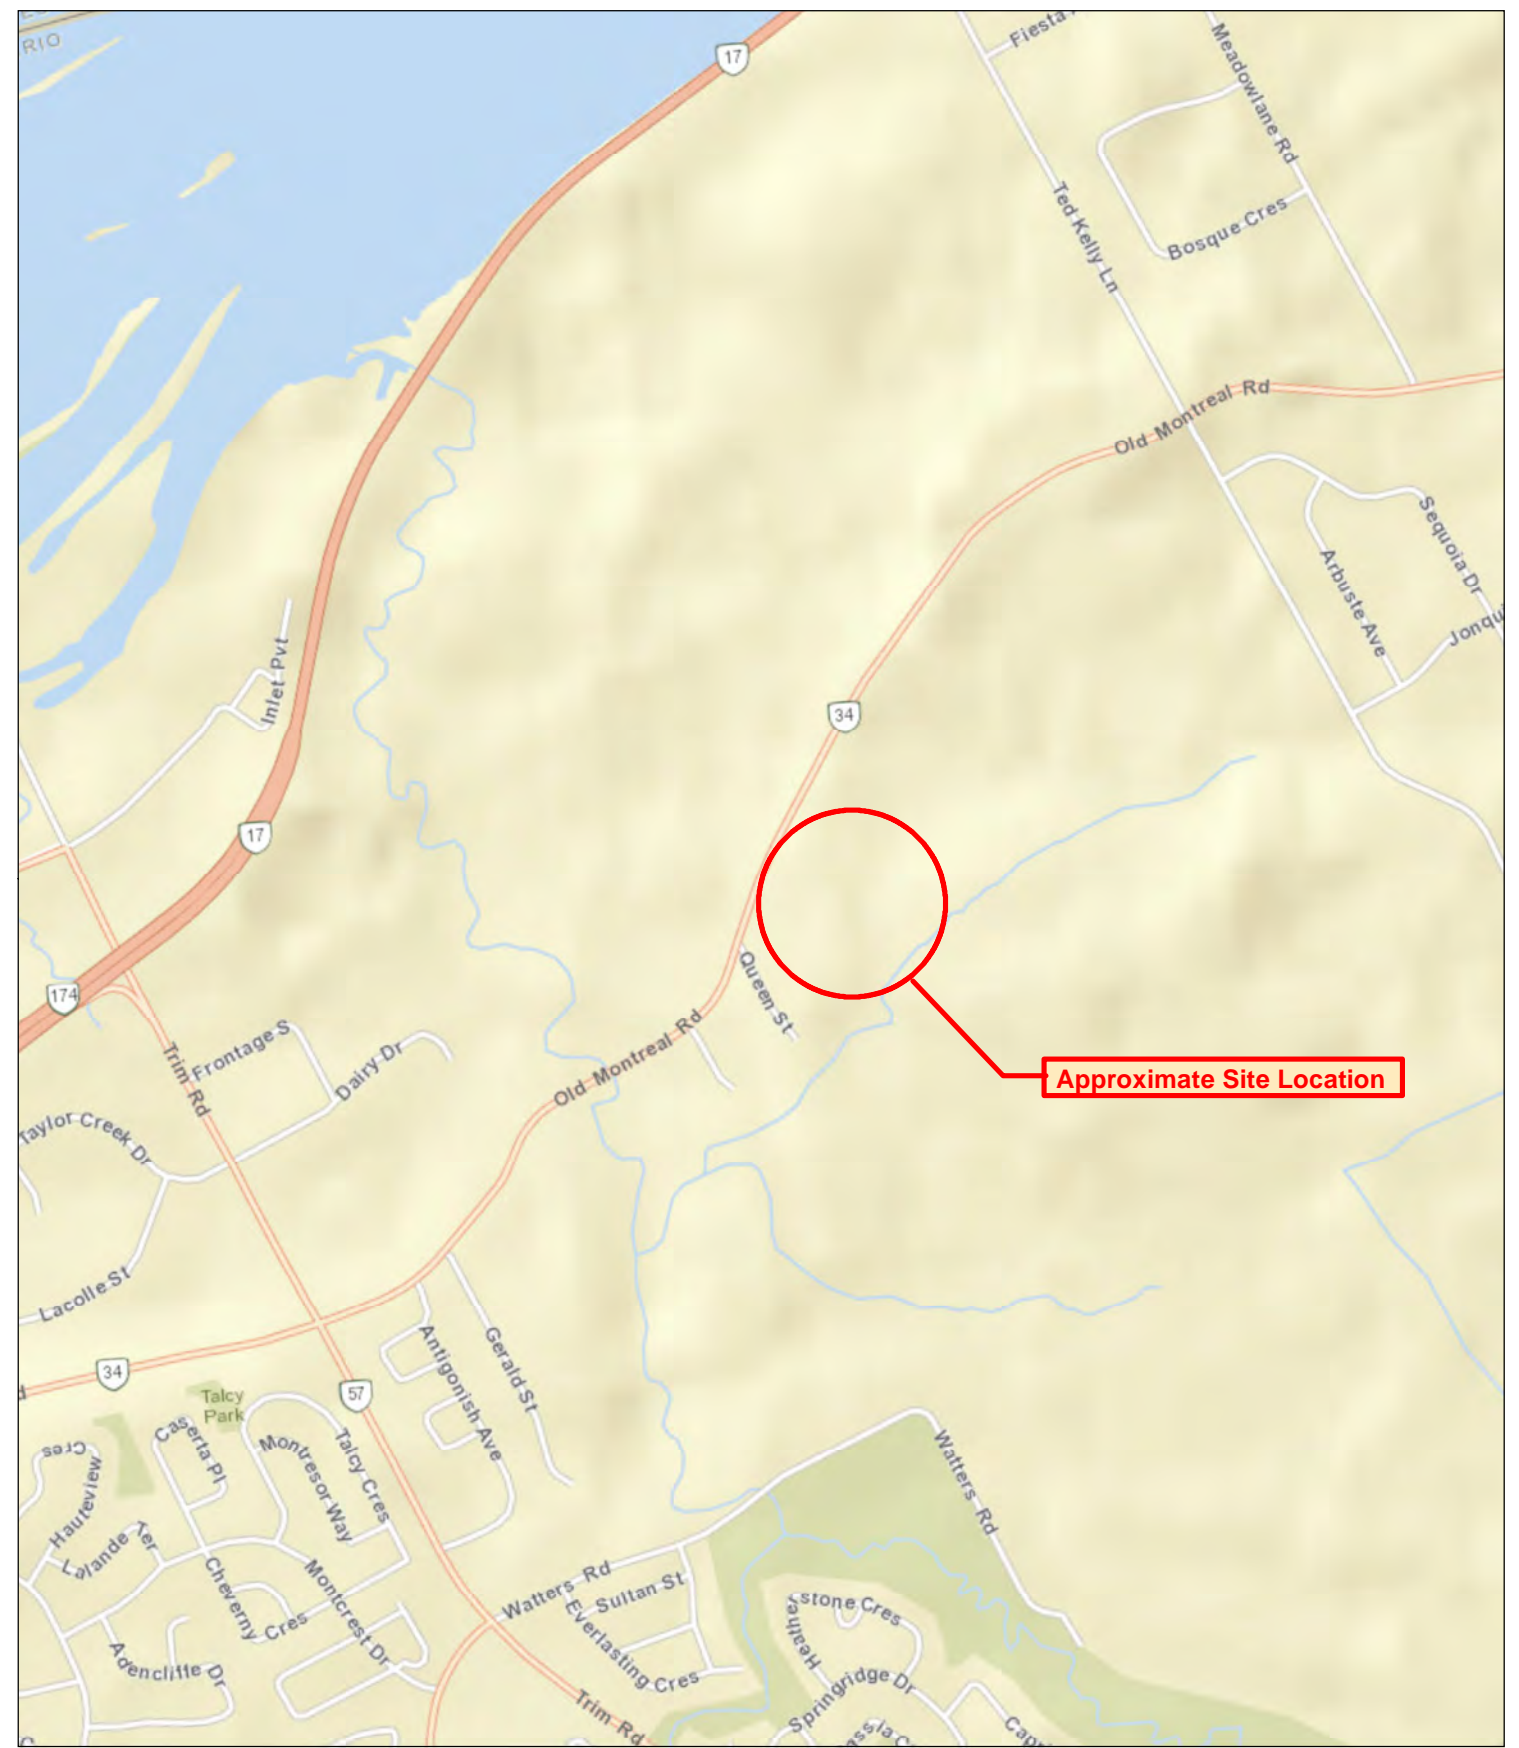 RIO
17
Fiesta
Meadowlane Rd
Ted Kelly Ln
Bosque Cres
Old Montreal Rd
Sequoia Dr
Arbuste Ave
Jonqui
Inlet Pvt
34
17
174
Queen St
Old Montreal Rd
Approximate Site Location
Frontage S
Dairy Dr
Trim Rd
Taylor Creek Dr
Lacolle St
34
57
Talcy
Park
Antigonish Ave
Gerald St
Caserta Pl
Cres
Hauteview
Montresor Way
Talcy Cres
Lalande Ter
Cheverny
Cres
Montcrest Dr
Adencliffe Dr
Watters Rd
Watters Rd
Sultan St
Everlasting Cres
Heatherstone Cres
Springridge Dr
Trim Rd